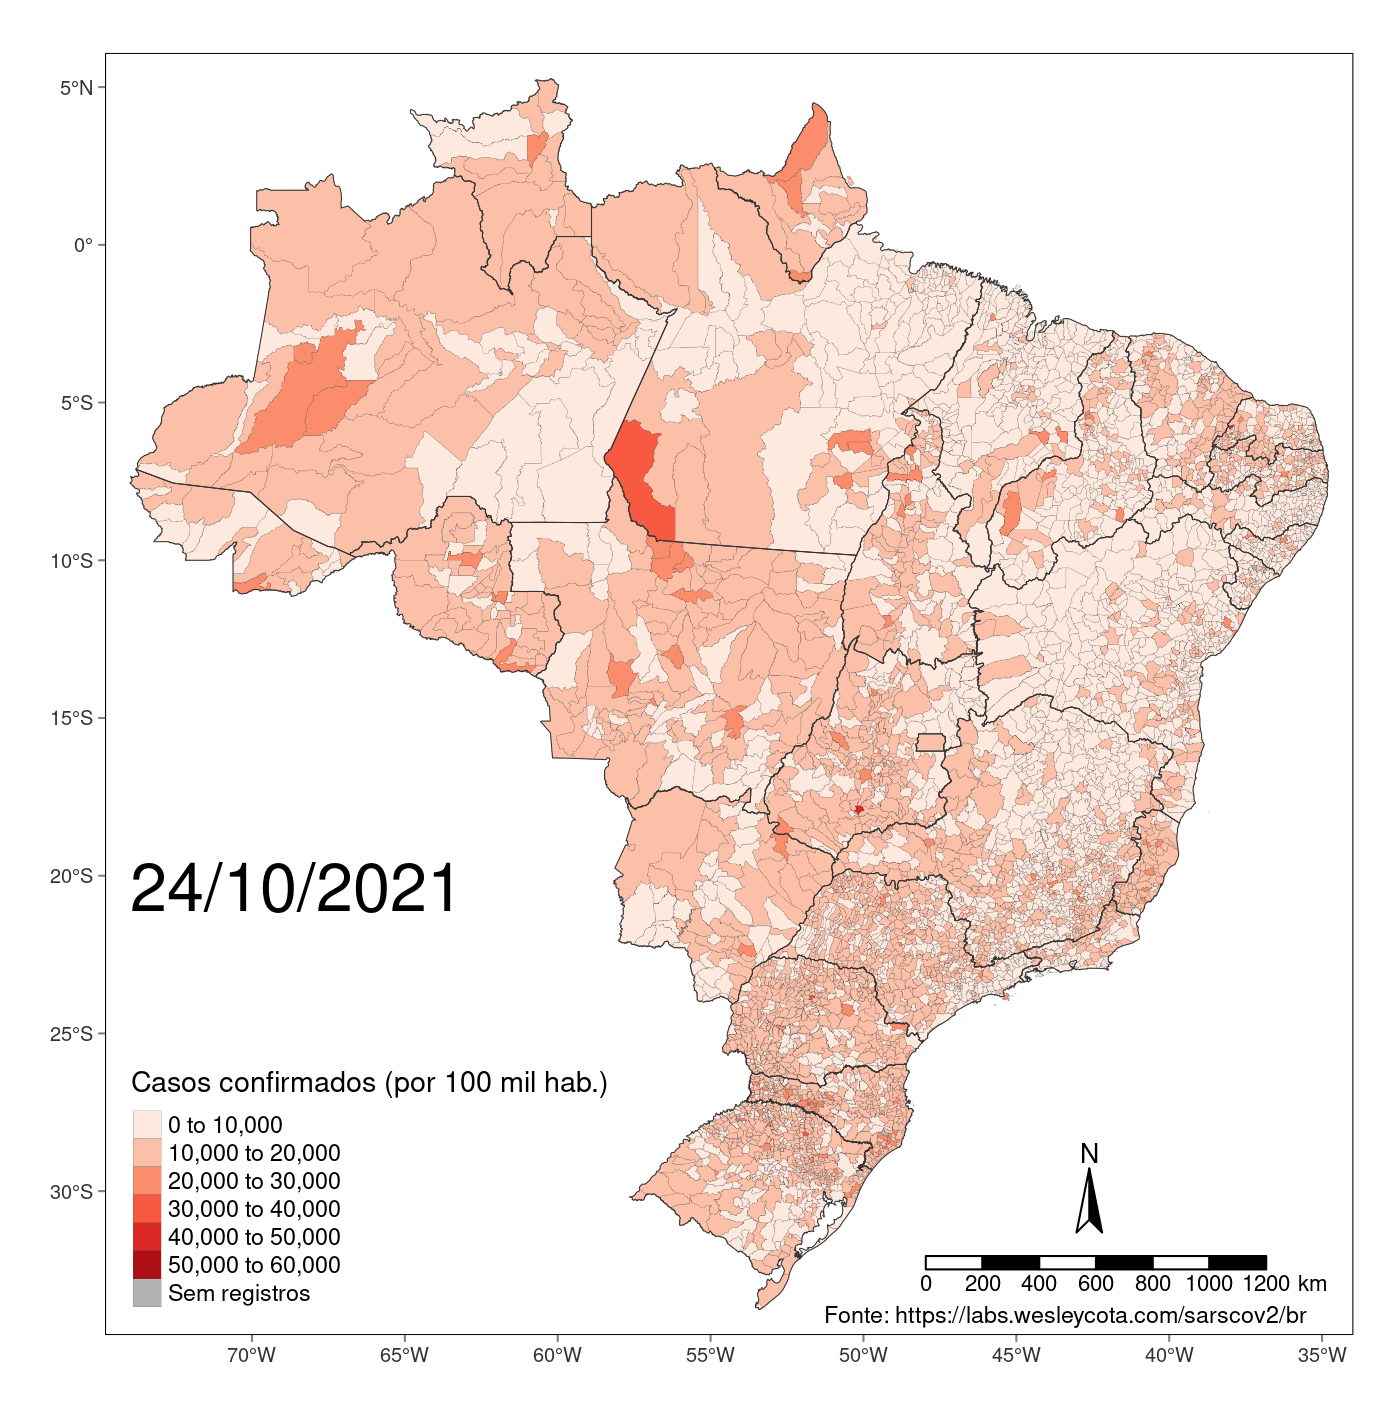 5°N
0°
5°S
10°S
15°S
20°S
25°S
30°S
24/10/2021
Casos confirmados (por 100 mil hab.)
0 to 10,000
10,000 to 20,000
20,000 to 30,000
30,000 to 40,000
40,000 to 50,000
50,000 to 60,000
Sem registros
N
0 200 400 600 800 1000 1200 km
Fonte: https://labs.wesleycota.com/sarscov2/br
70°W 65°W 60°W 55°W 50°W 45°W 40°W 35°W